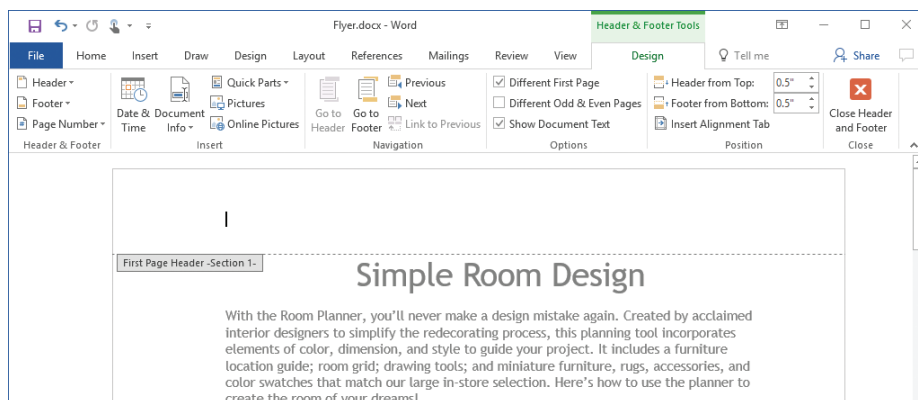 Flyer.docx - Word
Header & Footer Tools
File Home Insert Draw Design Layout References Mailings Review View Design Tell me Share
Header
Footer
Page Number
Header & Footer
Date & Time
Document Info
Quick Parts
Pictures
Online Pictures
Insert
Go to Header
Go to Footer
Previous
Next
Link to Previous
Navigation
Different First Page
Different Odd & Even Pages
Show Document Text
Options
Header from Top: 0.5"
Footer from Bottom: 0.5"
Insert Alignment Tab
Position
Close Header and Footer
Close
First Page Header -Section 1-
Simple Room Design
With the Room Planner, you’ll never make a design mistake again. Created by acclaimed
interior designers to simplify the redecorating process, this planning tool incorporates
elements of color, dimension, and style to guide your project. It includes a furniture
location guide; room grid; drawing tools; and miniature furniture, rugs, accessories, and
color swatches that match our large in-store selection. Here’s how to use the planner to
create the room of your dreams!